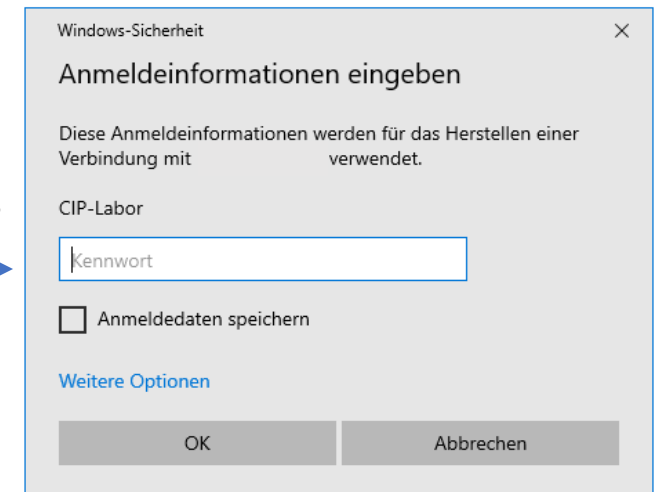 Windows-Sicherheit
Anmeldeinformationen eingeben
Diese Anmeldeinformationen werden für das Herstellen einer
Verbindung mit verwendet.
CIP-Labor
Kennwort
Anmeldedaten speichern
Weitere Optionen
OK Abbrechen